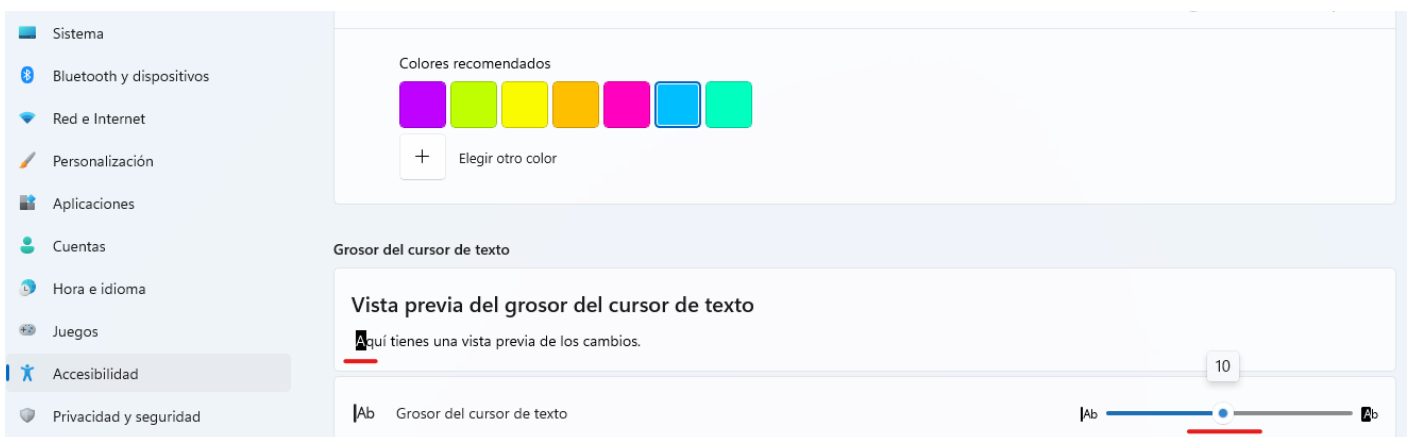 Sistema
Bluetooth y dispositivos
Red e Internet
Personalización
Aplicaciones
Cuentas
Hora e idioma
Juegos
Accesibilidad
Privacidad y seguridad
Colores recomendados
+ Elegir otro color
Grosor del cursor de texto
Vista previa del grosor del cursor de texto
Aquí tienes una vista previa de los cambios.
10
Ab Grosor del cursor de texto Ab Ab